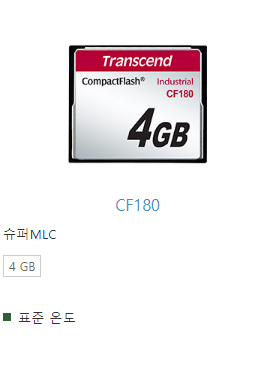 Transcend
CompactFlash® Industrial
CF180
4GB
CF180
슈퍼MLC
4 GB
표준 온도